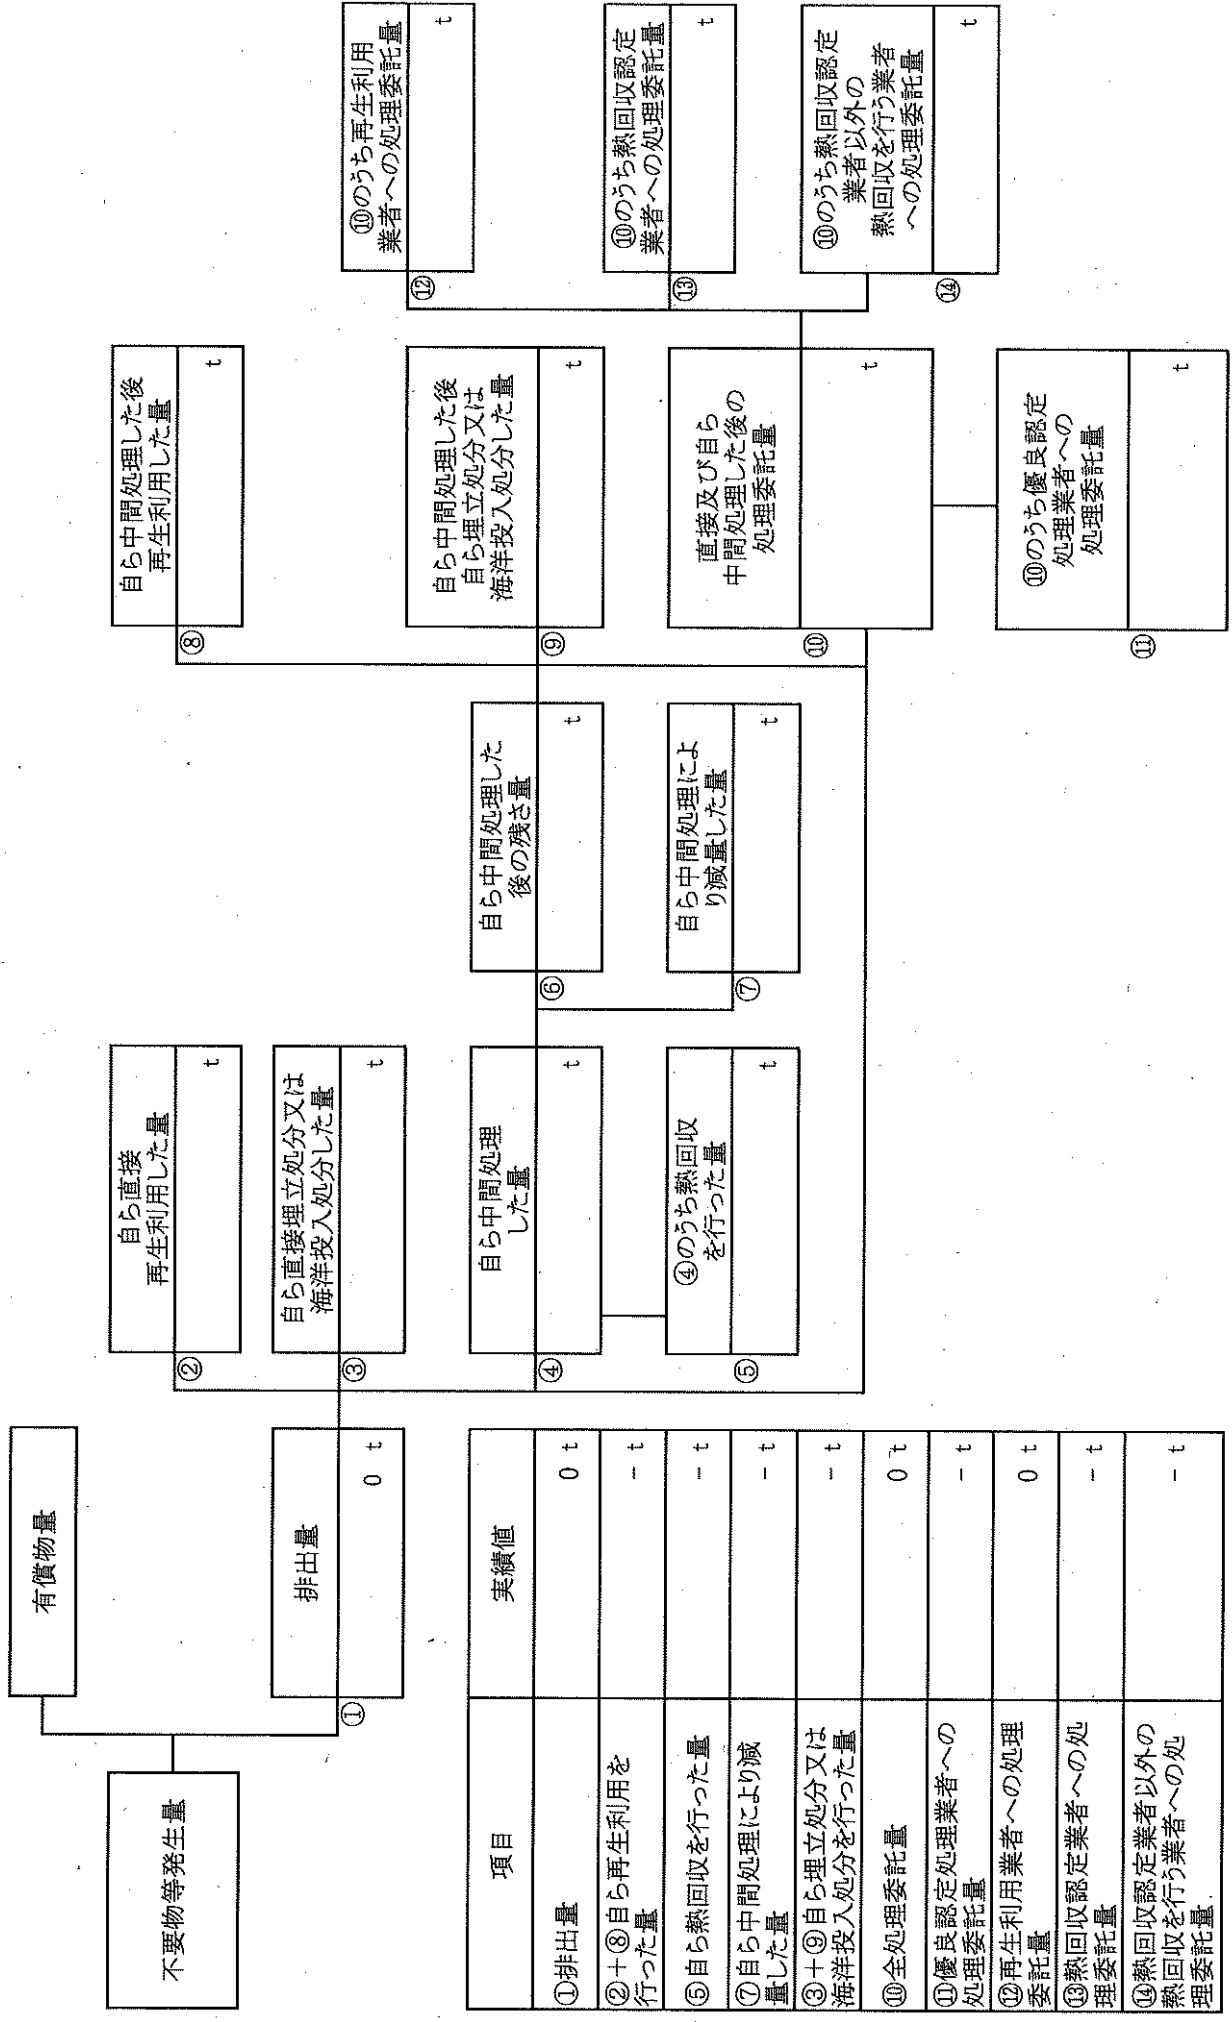 有償物量
不要物等発生量
排出量
①
0 t
自ら直接
再生利用した量
②
t
自ら直接埋立処分又は
海洋投入処分した量
③
t
自ら中間処理
した量
④
t
④のうち熱回収
を行った量
⑤
t
自ら中間処理した
後の残さ量
⑥
t
自ら中間処理によ
り減量した量
⑦
t
自ら中間処理した後
再生利用した量
⑧
t
自ら中間処理した後
自ら埋立処分又は
海洋投入処分した量
⑨
t
直接及び自ら
中間処理した後の
処理委託量
⑩
t
⑩のうち優良認定
処理業者への
処理委託量
⑪
t
⑩のうち再生利用
業者への処理委託量
⑫
t
⑩のうち熱回収認定
業者への処理委託量
⑬
t
⑩のうち熱回収認定
業者以外の
熱回収を行う業者
への処理委託量
⑭
t
項目 実績値
①排出量 0 t
②＋⑧自ら再生利用を
行った量 － t
⑤自ら熱回収を行った量 － t
⑦自ら中間処理により減
量した量 － t
③＋⑨自ら埋立処分又は
海洋投入処分を行った量 － t
⑩全処理委託量 0 t
⑪優良認定処理業者への
処理委託量 － t
⑫再生利用業者への処理
委託量 0 t
⑬熱回収認定業者への処
理委託量 － t
⑭熱回収認定業者以外の
熱回収を行う業者への処
理委託量 － t